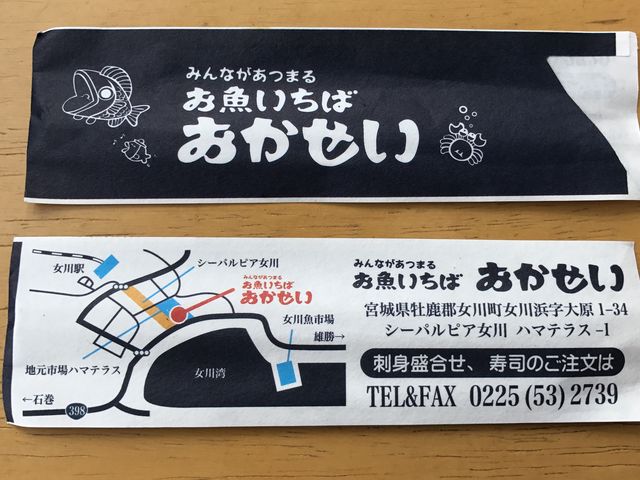 みんながあつまる
お魚いちば
おかせい
女川駅
シーパルピア女川
みんながあつまる
お魚いちば
おかせい
女川魚市場
雄勝→
地元市場ハマテラス
女川湾
←石巻
398
みんながあつまる
お魚いちば おかせい
宮城県牡鹿郡女川町女川浜字大原1-34
シーパルピア女川 ハマテラス-1
刺身盛合せ、寿司のご注文は
TEL&FAX 0225(53)2739